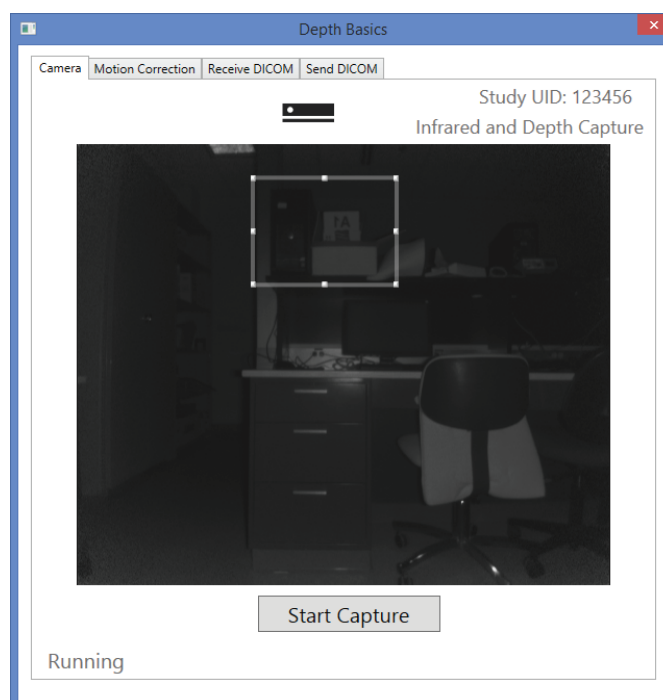 Depth Basics
Camera
Motion Correction
Receive DICOM
Send DICOM
Study UID: 123456
Infrared and Depth Capture
Start Capture
Running